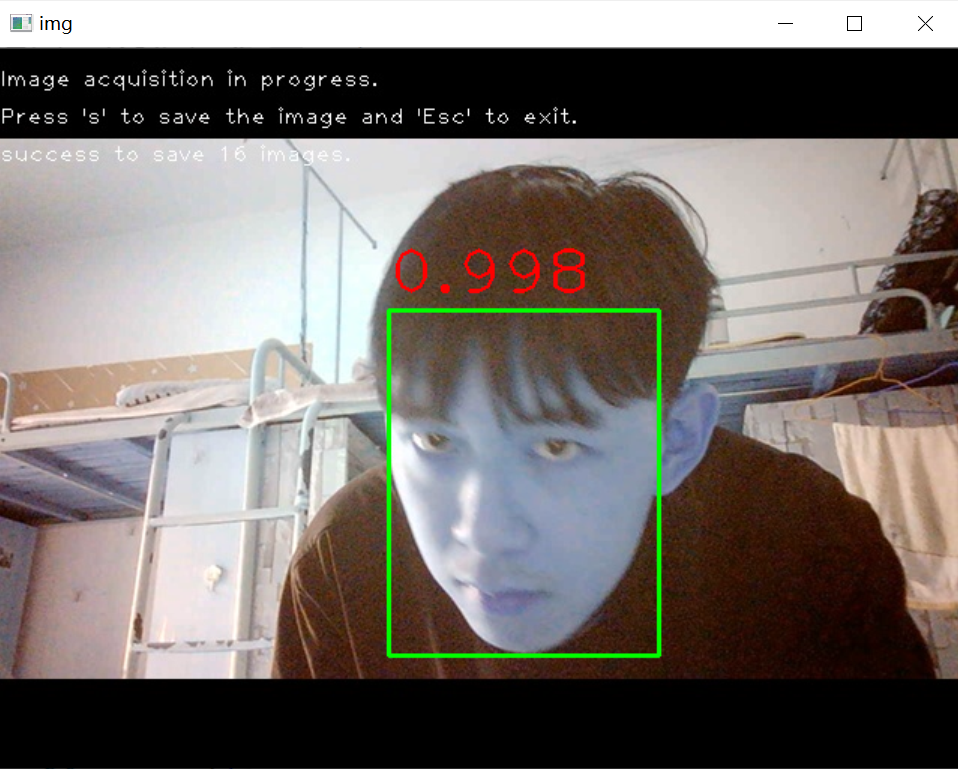 img
Image acquisition in progress.
Press 's' to save the image and 'Esc' to exit.
success to save 16 images.
0.998